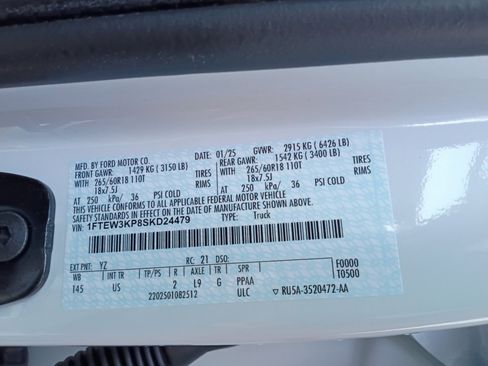 MFD. BY FORD MOTOR CO.
DATE: 01/25 GVWR: 2915 KG ( 6426 LB)
FRONT GAWR: 1429 KG ( 3150 LB) REAR GAWR: 1542 KG ( 3400 LB)
WITH 265/60R18 110T TIRES WITH 265/60R18 110T TIRES
18x7.5J RIMS 18x7.5J RIMS
AT 250 kPa/ 36 PSI COLD AT 250 kPa/ 36 PSI COLD
THIS VEHICLE CONFORMS TO ALL APPLICABLE FEDERAL MOTOR VEHICLE
SAFETY STANDARDS IN EFFECT ON THE DATE OF MANUFACTURE SHOWN ABOVE.
VIN: 1FTEW3KP8SKD24479 TYPE: Truck
EXT PNT: YZ RC: 21 DSO: F0000
WB INT TR TP/PS R AXLE TR SPR T0500
145 US 2 L9 G PPAA
2202501082512 ULC RU5A-3520472-AA